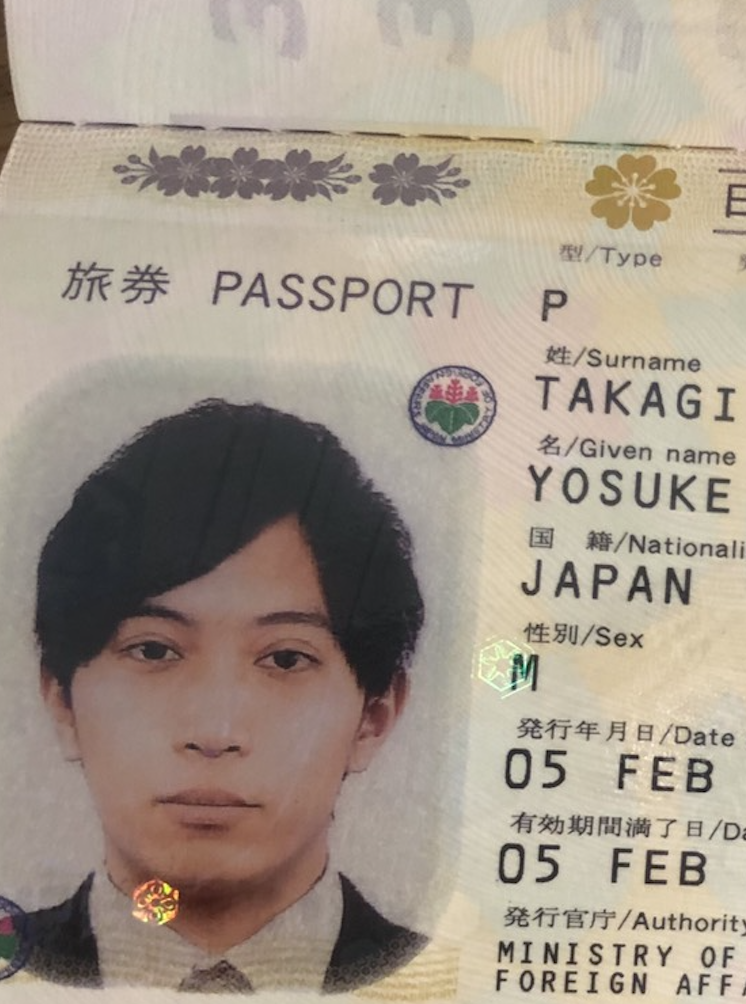 旅券 PASSPORT
型/Type
P
姓/Surname
TAKAGI
名/Given name
YOSUKE
国 籍/Nationali
JAPAN
性別/Sex
M
発行年月日/Date
05 FEB
有効期間満了日/Da
05 FEB
発行官庁/Authority
MINISTRY OF
FOREIGN AFFA